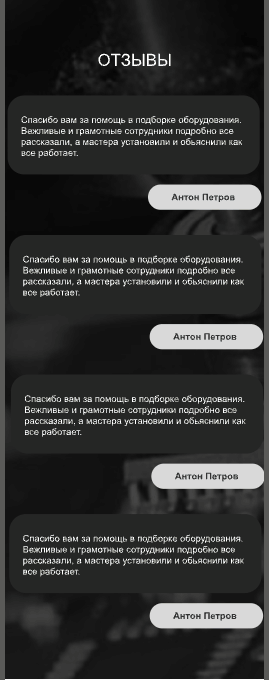 ОТЗЫВЫ
Спасибо вам за помощь в подборке оборудования.
Вежливые и грамотные сотрудники подробно все
рассказали, а мастера установили и обьяснили как
все работает.
Антон Петров
Спасибо вам за помощь в подборке оборудования.
Вежливые и грамотные сотрудники подробно все
рассказали, а мастера установили и обьяснили как
все работает.
Антон Петров
Спасибо вам за помощь в подборке оборудования.
Вежливые и грамотные сотрудники подробно все
рассказали, а мастера установили и обьяснили как
все работает.
Антон Петров
Спасибо вам за помощь в подборке оборудования.
Вежливые и грамотные сотрудники подробно все
рассказали, а мастера установили и обьяснили как
все работает.
Антон Петров